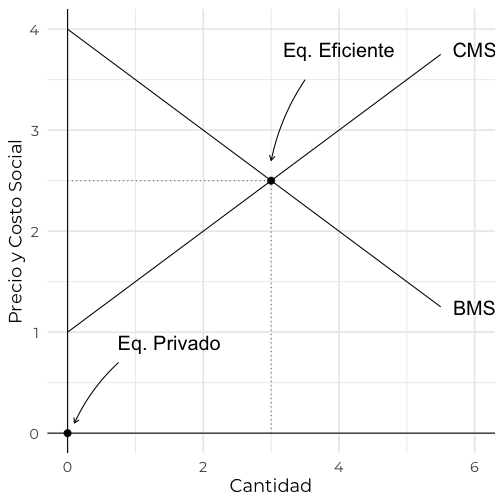 4
3
2
1
0
Precio y Costo Social
Eq. Eficiente
CMS
BMS
Eq. Privado
0
2
4
6
Cantidad